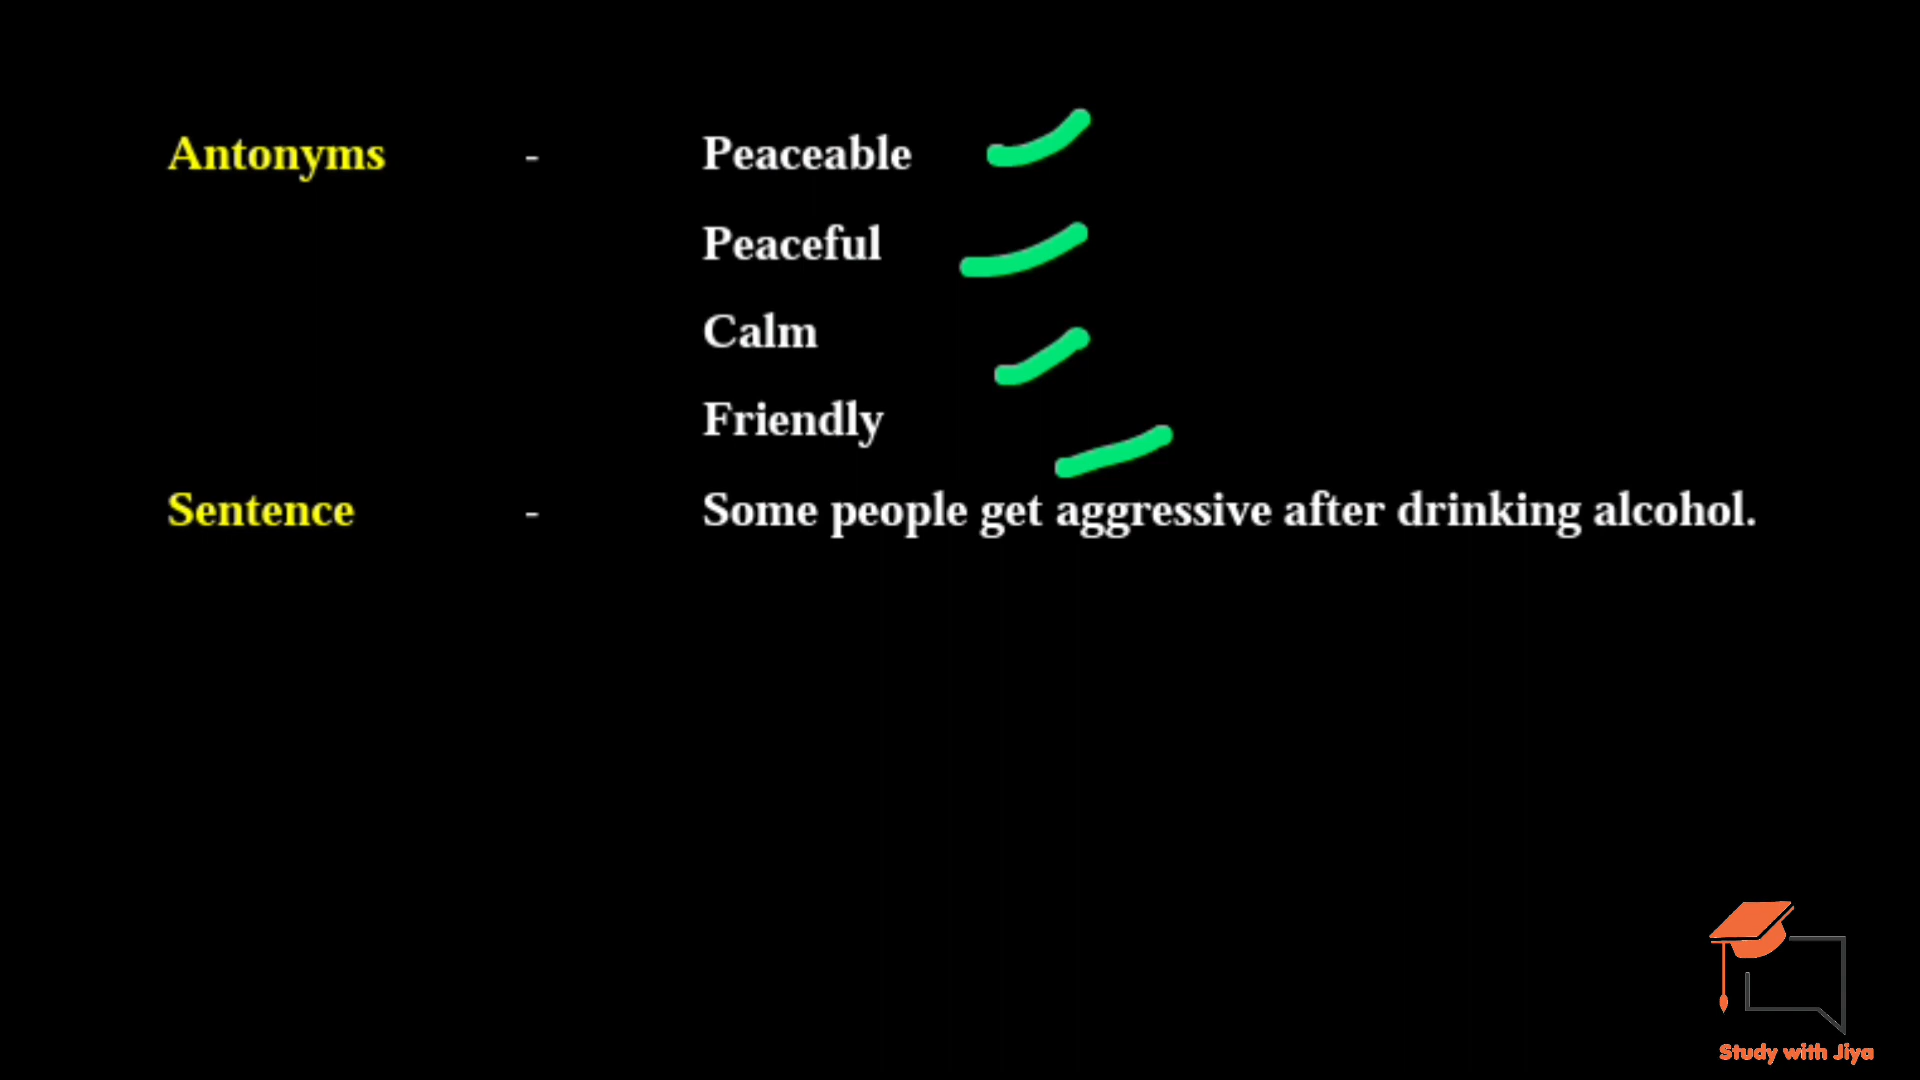 Antonyms - Peaceable
Peaceful
Calm
Friendly
Sentence - Some people get aggressive after drinking alcohol.
Study with Jiya